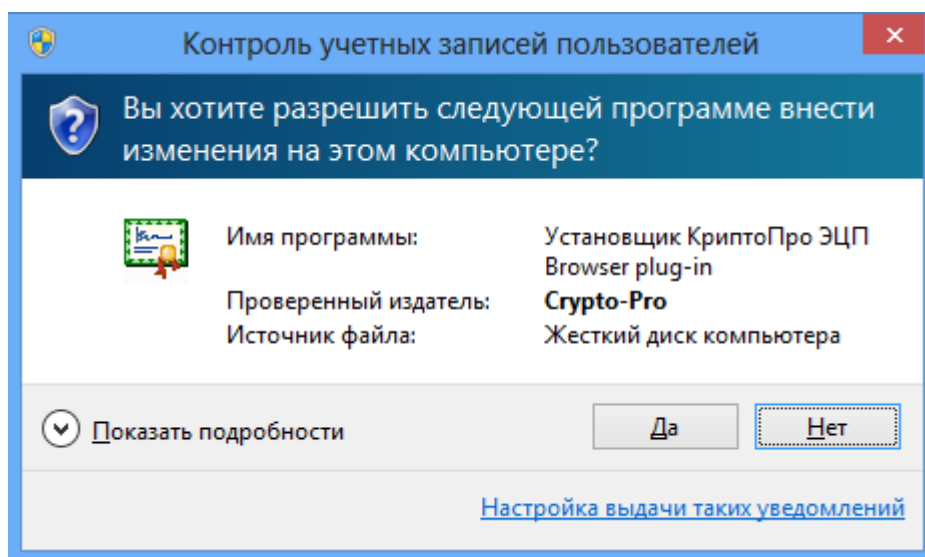 Контроль учетных записей пользователей
Вы хотите разрешить следующей программе внести
изменения на этом компьютере?
Имя программы: Установщик КриптоПро ЭЦП
Browser plug-in
Проверенный издатель: Crypto-Pro
Источник файла: Жесткий диск компьютера
Показать подробности Да Нет
Настройка выдачи таких уведомлений